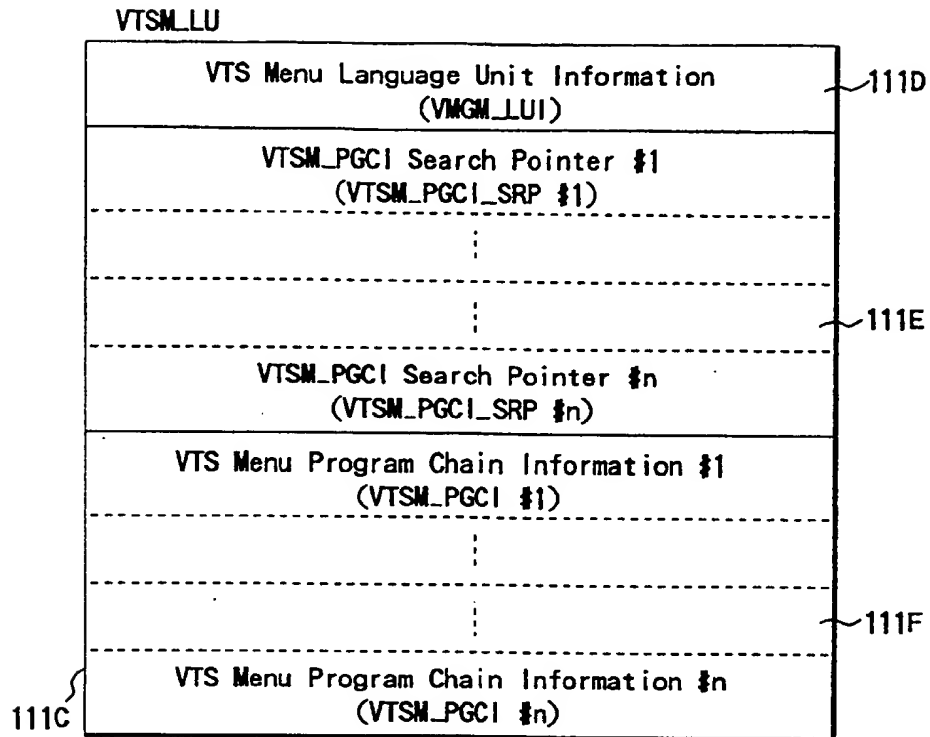 VTSM_LU
VTS Menu Language Unit Information
(VMGM_LUI)
111D
VTSM_PGCI Search Pointer #1
(VTSM_PGCI_SRP #1)
111E
VTSM_PGCI Search Pointer #n
(VTSM_PGCI_SRP #n)
VTS Menu Program Chain Information #1
(VTSM_PGCI #1)
111F
VTS Menu Program Chain Information #n
(VTSM_PGCI #n)
111C